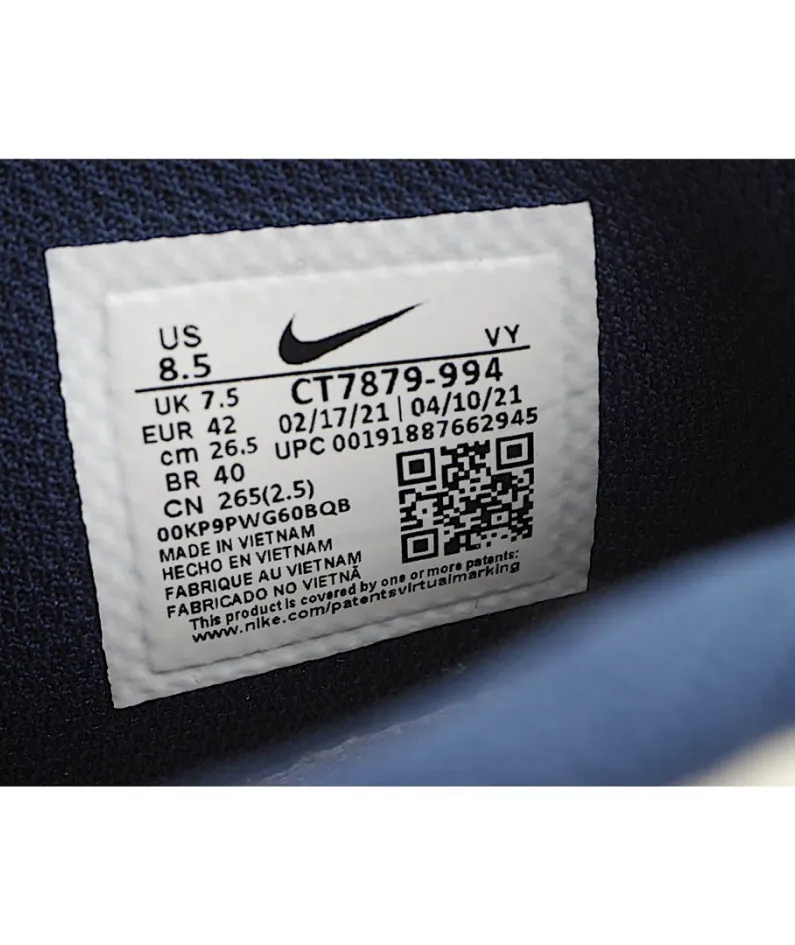 US VY
8.5
UK 7.5 CT7879-994
EUR 42 02/17/21 | 04/10/21
cm 26.5 UPC 00191887662945
BR 40
CN 265(2.5)
00KP9PWG60BQB
MADE IN VIETNAM
HECHO EN VIETNAM
FABRIQUE AU VIETNAM
FABRICADO NO VIETNÃ
This product is covered by one or more patents:
www.nike.com/patentsvirtualmarking